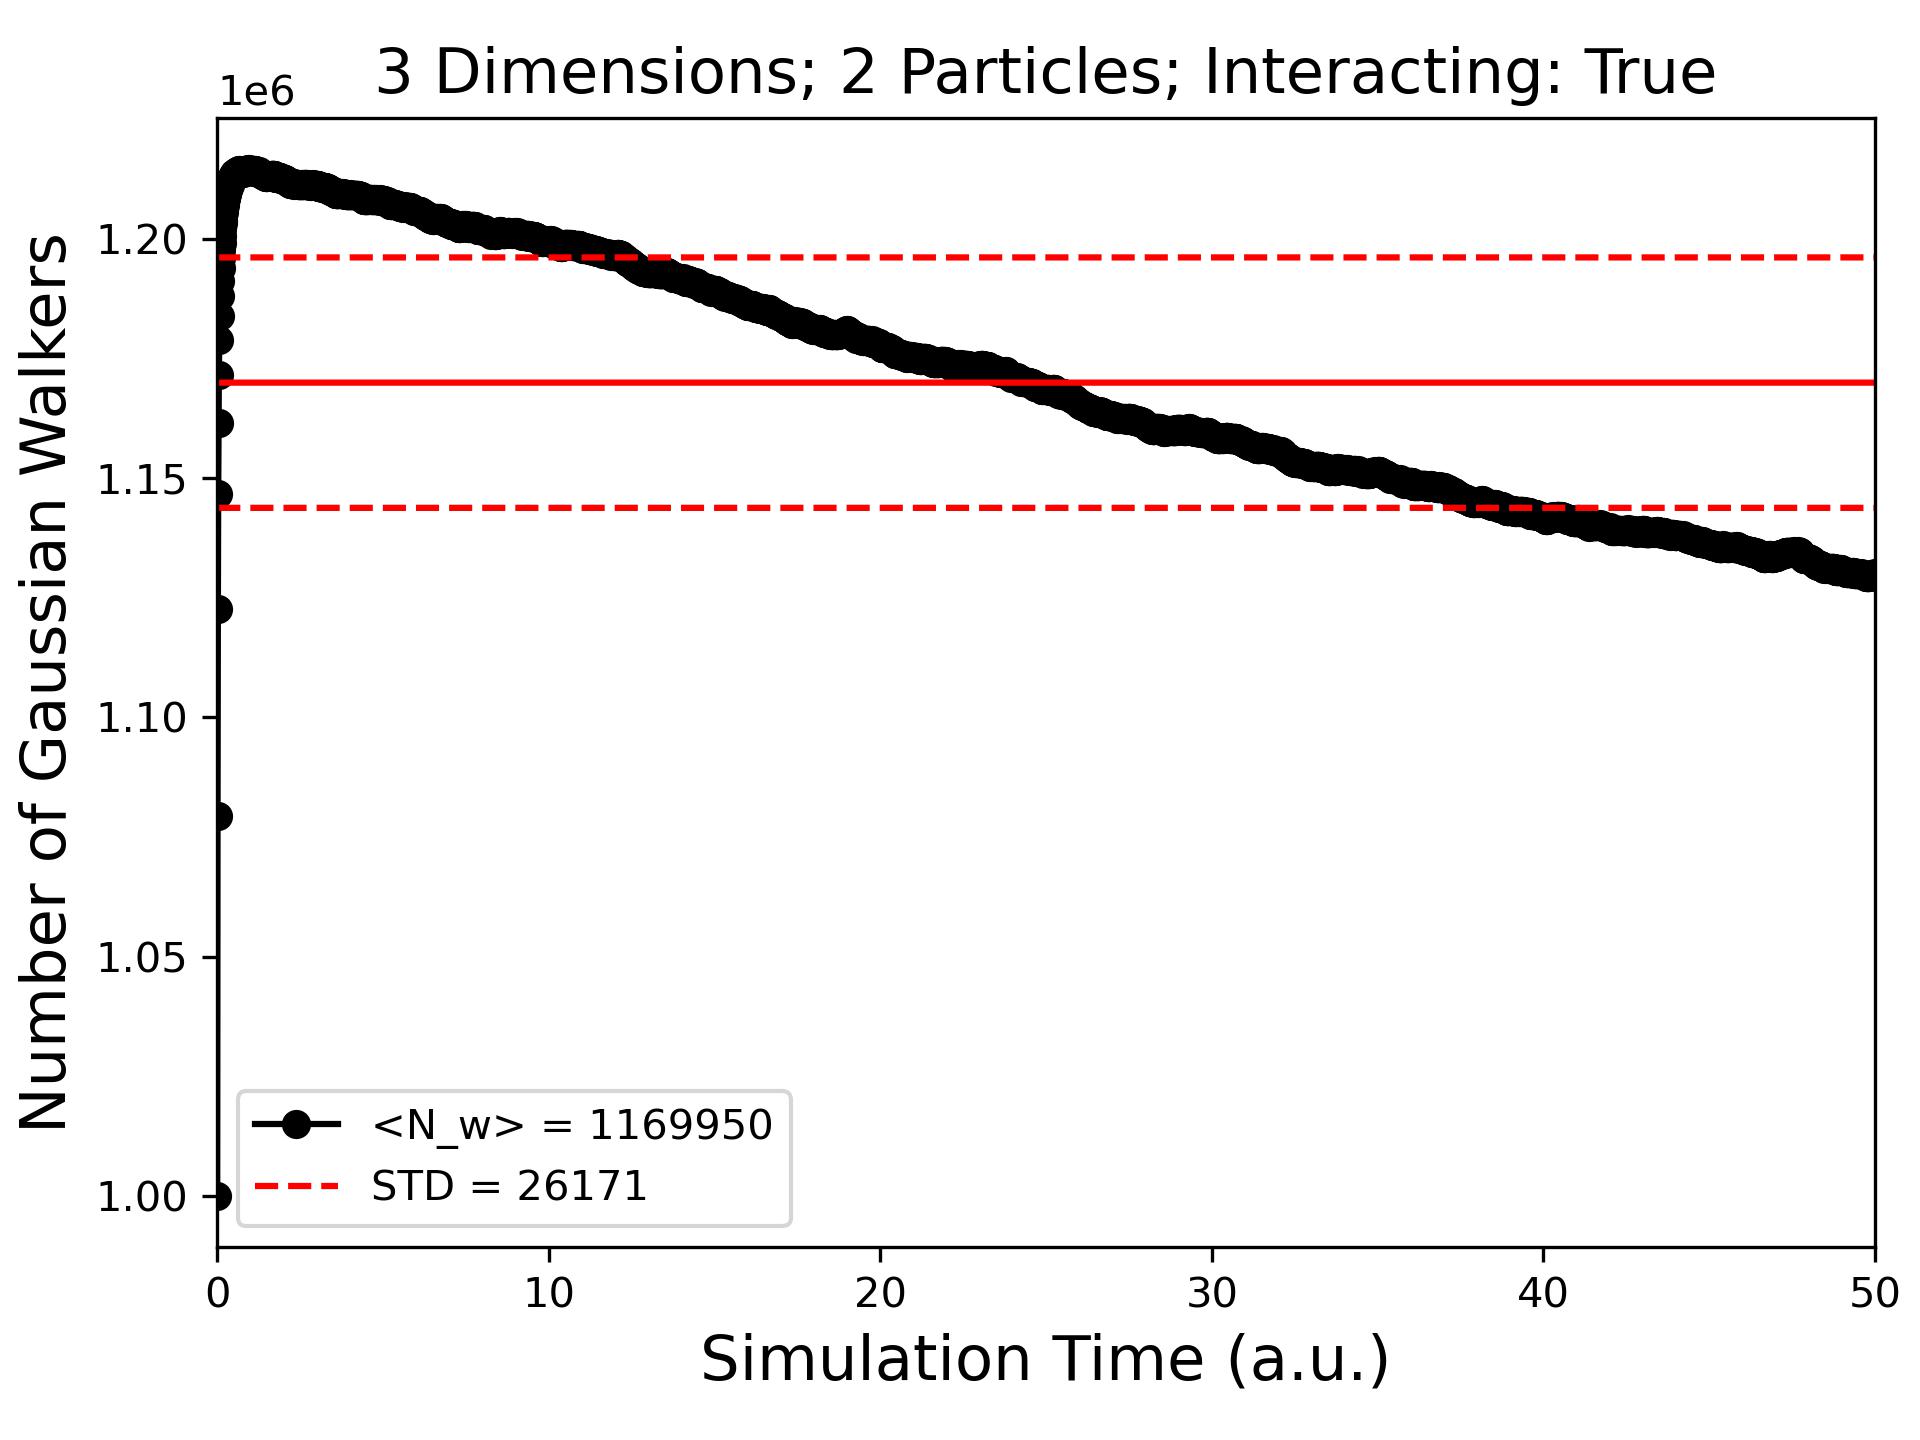 3 Dimensions; 2 Particles; Interacting: True
1e6
Number of Gaussian Walkers
1.20
1.15
1.10
1.05
1.00
<N_w> = 1169950
STD = 26171
0 10 20 30 40 50
Simulation Time (a.u.)